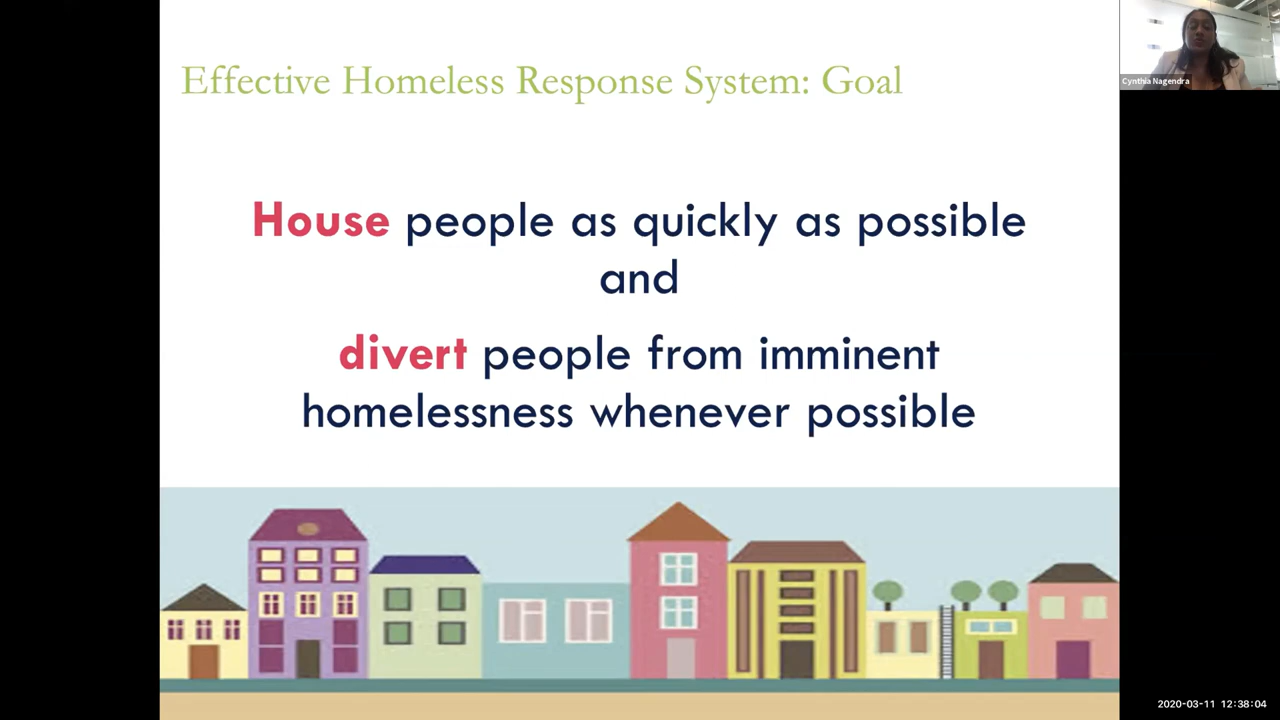 Effective Homeless Response System: Goal
House people as quickly as possible
and
divert people from imminent
homelessness whenever possible
Cynthia Nagendra
2020-03-11 12:38:04